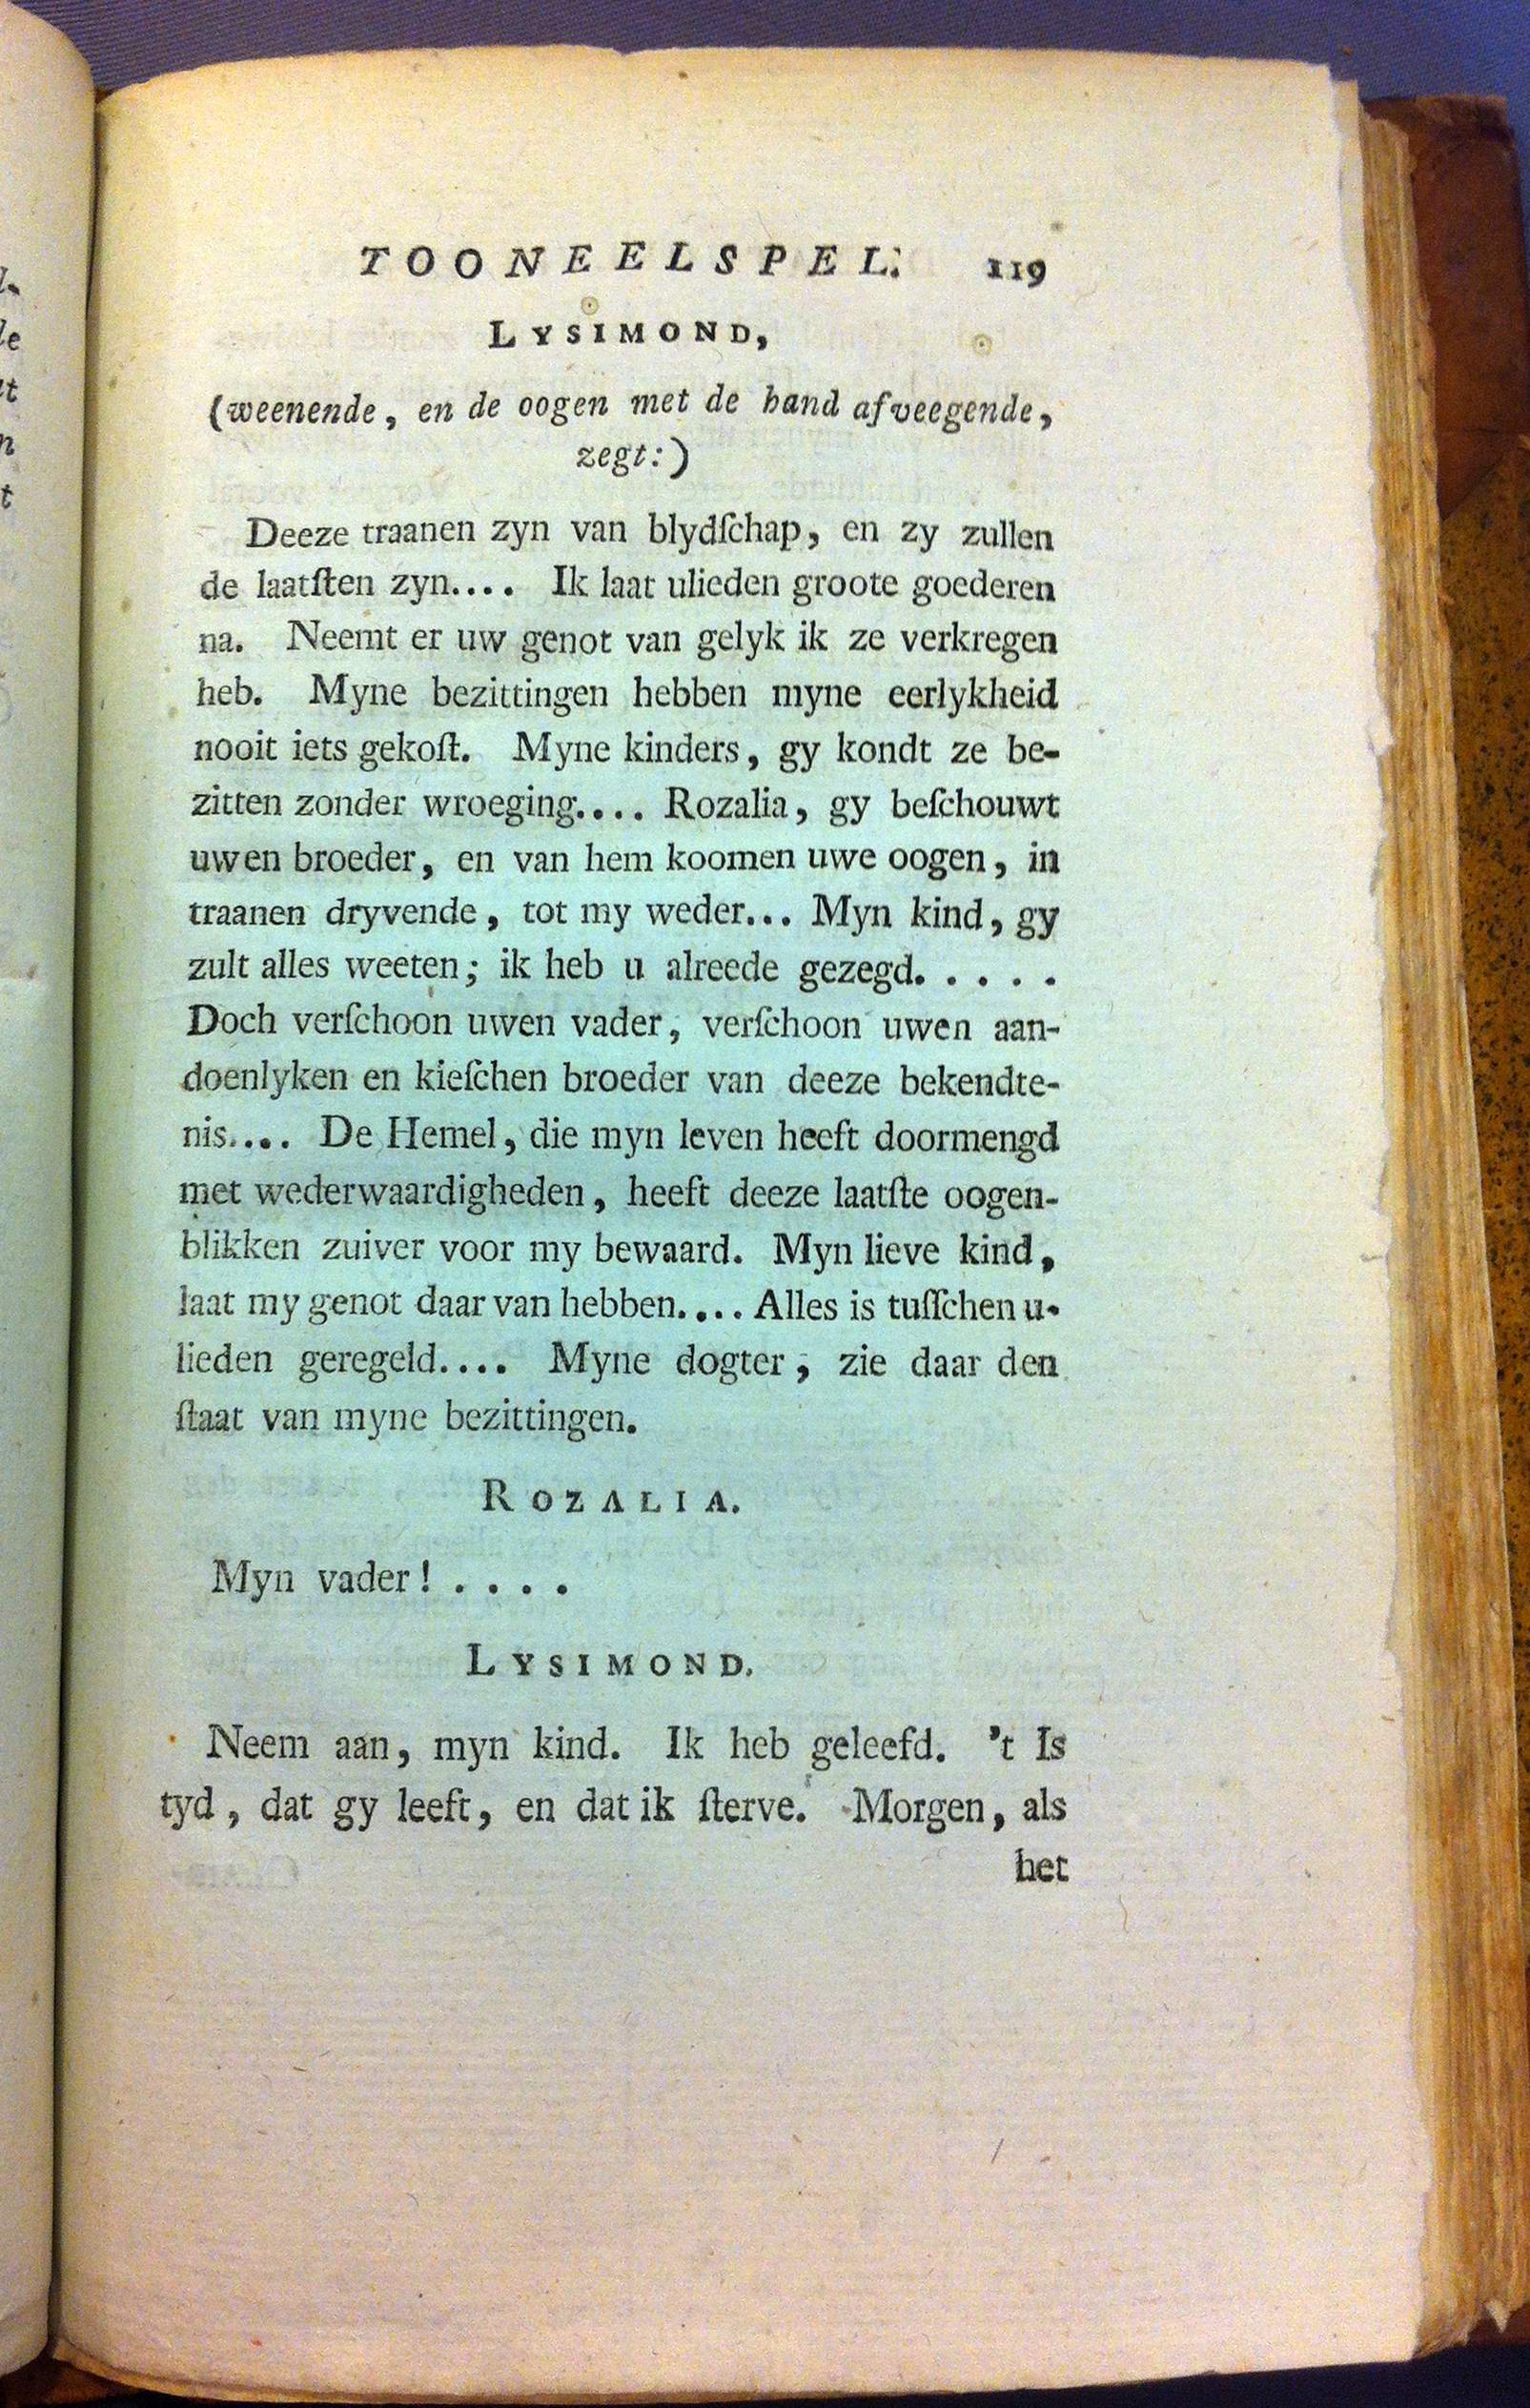 TOONEELSPEL. 119
LYSIMOND,
(weenende, en de oogen met de hand afveegende,
zegt:)
Deeze traanen zyn van blydſchap, en zy zullen
de laatſten zyn.... Ik laat ulieden groote goederen
na. Neemt er uw genot van gelyk ik ze verkregen
heb. Myne bezittingen hebben myne eerlykheid
nooit iets gekoſt. Myne kinders, gy kondt ze be-
zitten zonder wroeging.... Rozalia, gy beſchouwt
uwen broeder, en van hem koomen uwe oogen, in
traanen dryvende, tot my weder... Myn kind, gy
zult alles weeten; ik heb u alreede gezegd. . . . .
Doch verſchoon uwen vader, verſchoon uwen aan-
doenlyken en kieſchen broeder van deeze bekendte-
nis.... De Hemel, die myn leven heeft doormengd
met wederwaardigheden, heeft deeze laatſte oogen-
blikken zuiver voor my bewaard. Myn lieve kind,
laat my genot daar van hebben.... Alles is tuſſchen u-
lieden geregeld.... Myne dogter, zie daar den
ſtaat van myne bezittingen.
ROZALIA.
Myn vader! . . . .
LYSIMOND.
Neem aan, myn kind. Ik heb geleefd. 't Is
tyd, dat gy leeft, en dat ik ſterve. Morgen, als
het